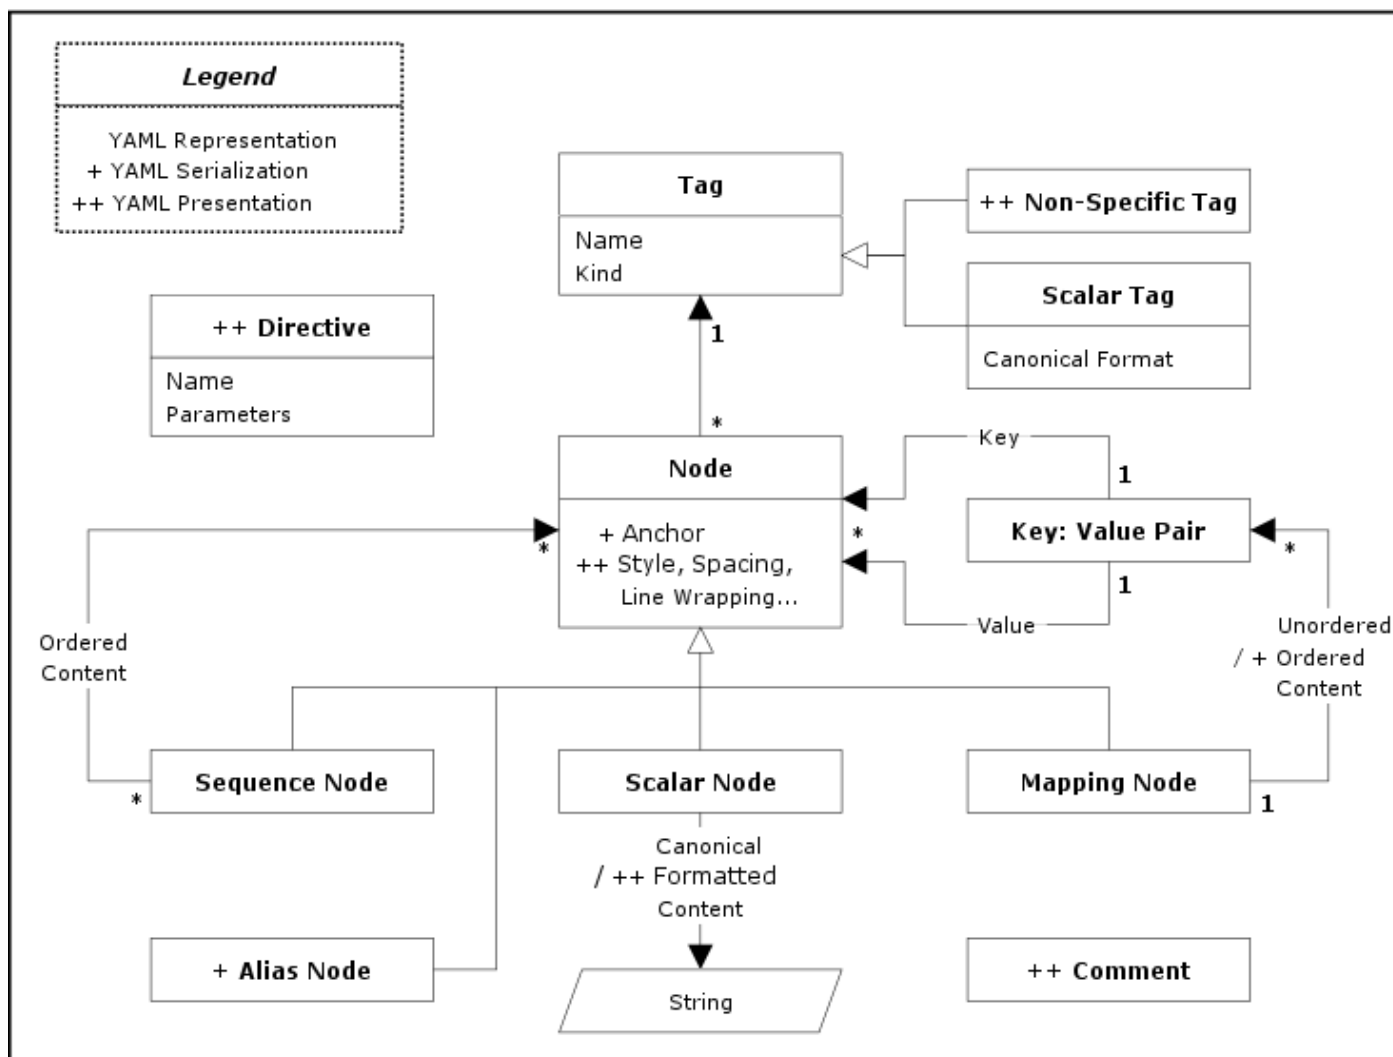 Legend
YAML Representation
+ YAML Serialization
++ YAML Presentation
Tag
Name
Kind
++ Non-Specific Tag
Scalar Tag
Canonical Format
++ Directive
Name
Parameters
1
*
Node
+ Anchor
++ Style, Spacing,
Line Wrapping...
Key
1
*
Key: Value Pair
*
1
Value
*
Ordered
Content
Unordered
/ + Ordered
Content
Sequence Node
*
Scalar Node
Mapping Node
1
Canonical
/ ++ Formatted
Content
+ Alias Node
String
++ Comment